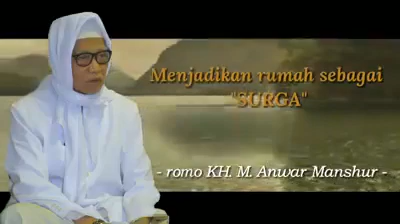 Menjadikan rumah sebagai
"SURGA"
- romo KH. M. Anwar Manshur -